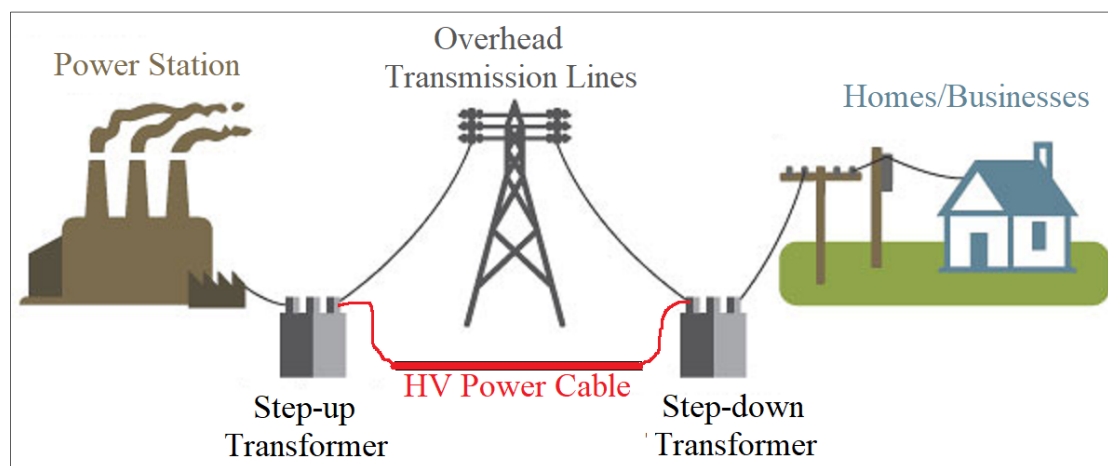 Power Station
Overhead
Transmission Lines
Homes/Businesses
HV Power Cable
Step-up
Transformer
Step-down
Transformer